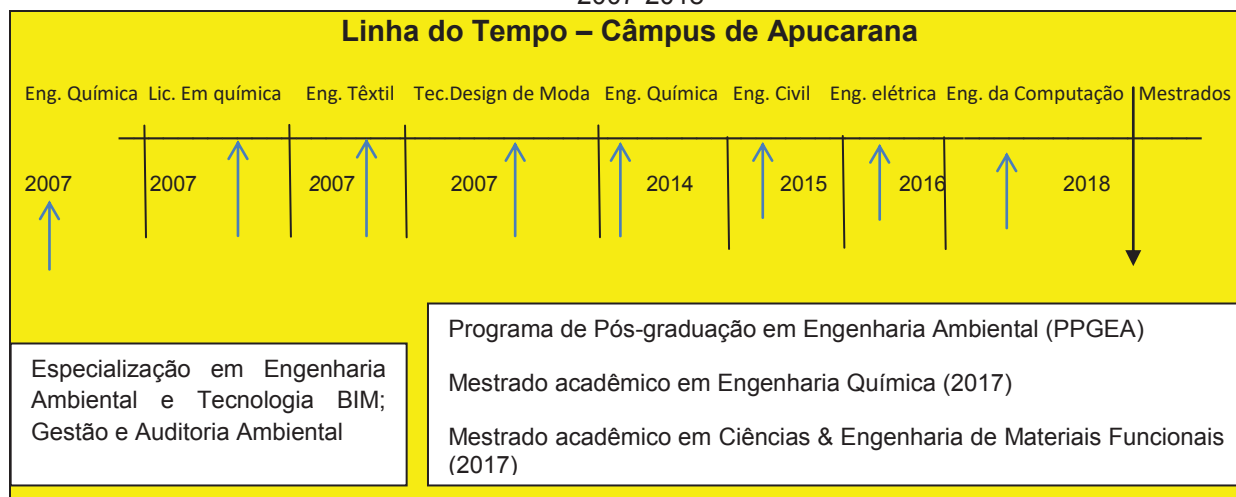 2007-2018
Linha do Tempo – Câmpus de Apucarana
Eng. Química Lic. Em química Eng. Têxtil Tec.Design de Moda Eng. Química Eng. Civil Eng. elétrica Eng. da Computação Mestrados
2007 2007 2007 2007 2014 2015 2016 2018
Especialização em Engenharia
Ambiental e Tecnologia BIM;
Gestão e Auditoria Ambiental
Programa de Pós-graduação em Engenharia Ambiental (PPGEA)
Mestrado acadêmico em Engenharia Química (2017)
Mestrado acadêmico em Ciências & Engenharia de Materiais Funcionais
(2017)